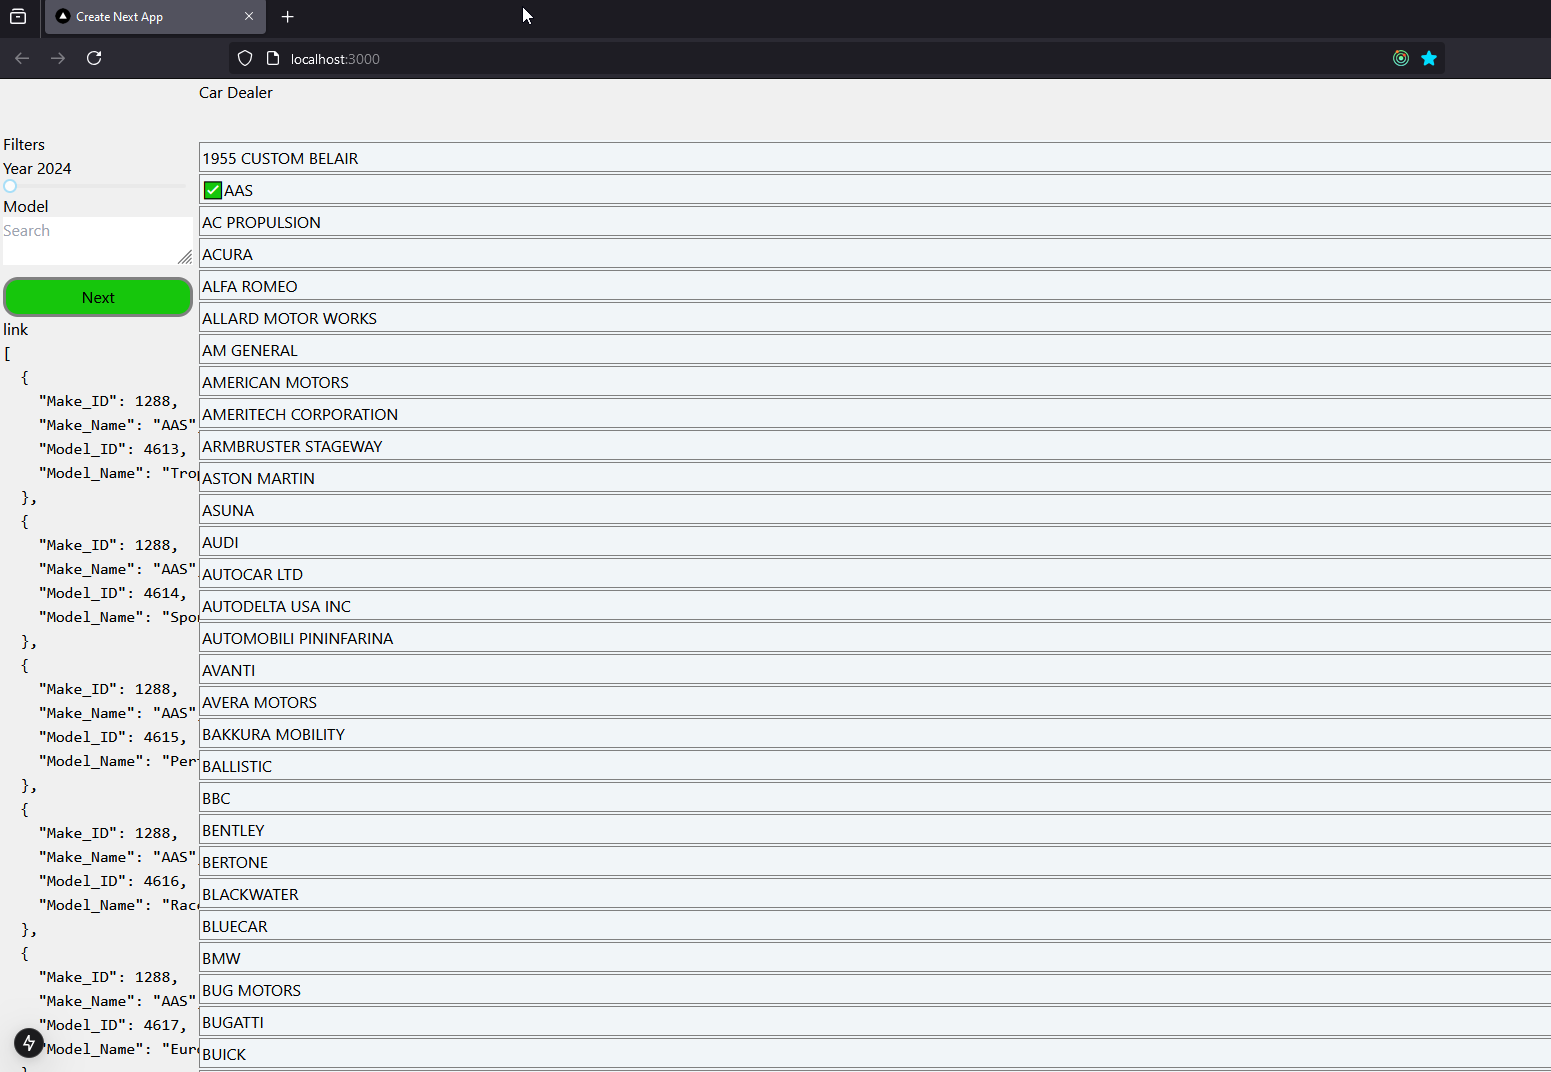 Create Next App
localhost:3000
Car Dealer
Filters
Year 2024
Model
Search
Next
link
[
{
"Make_ID": 1288,
"Make_Name": "AAS"
"Model_ID": 4613,
"Model_Name": "Tro
},
{
"Make_ID": 1288,
"Make_Name": "AAS"
"Model_ID": 4614,
"Model_Name": "Spo
},
{
"Make_ID": 1288,
"Make_Name": "AAS"
"Model_ID": 4615,
"Model_Name": "Per
},
{
"Make_ID": 1288,
"Make_Name": "AAS"
"Model_ID": 4616,
"Model_Name": "Rac
},
{
"Make_ID": 1288,
"Make_Name": "AAS"
"Model_ID": 4617,
"Model_Name": "Eur
1955 CUSTOM BELAIR
✅AAS
AC PROPULSION
ACURA
ALFA ROMEO
ALLARD MOTOR WORKS
AM GENERAL
AMERICAN MOTORS
AMERITECH CORPORATION
ARMBRUSTER STAGEWAY
ASTON MARTIN
ASUNA
AUDI
AUTOCAR LTD
AUTODELTA USA INC
AUTOMOBILI PININFARINA
AVANTI
AVERA MOTORS
BAKKURA MOBILITY
BALLISTIC
BBC
BENTLEY
BERTONE
BLACKWATER
BLUECAR
BMW
BUG MOTORS
BUGATTI
BUICK